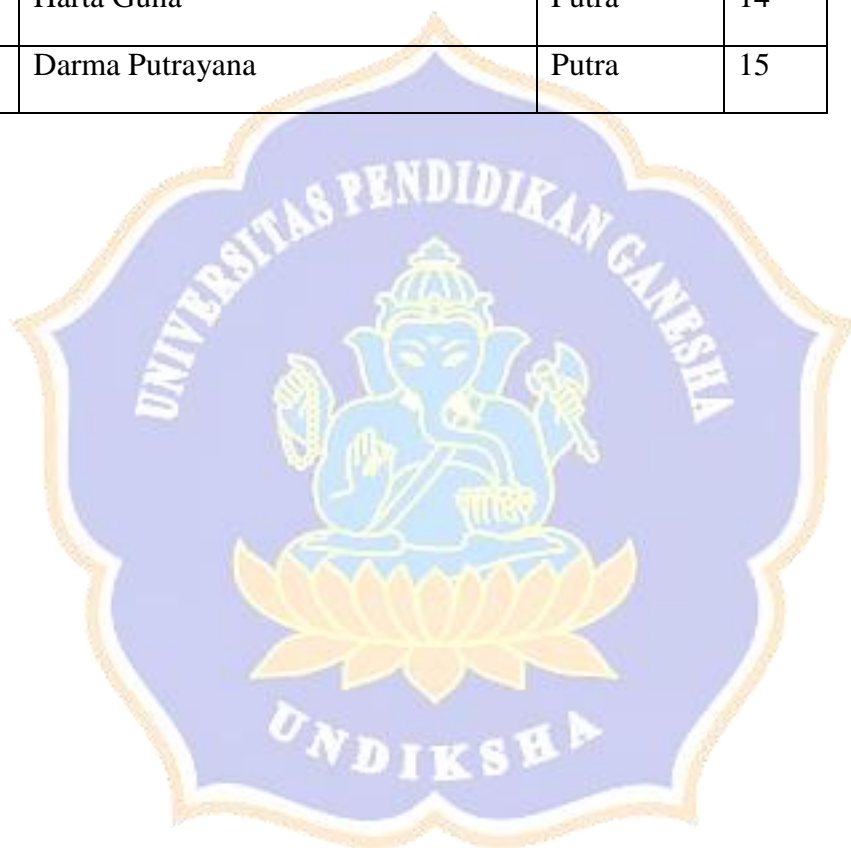 Harta Guna Putra 14
Darma Putrayana Putra 15
UNIVERSITAS PENDIDIKAN GANESHA
UNDIKSHA